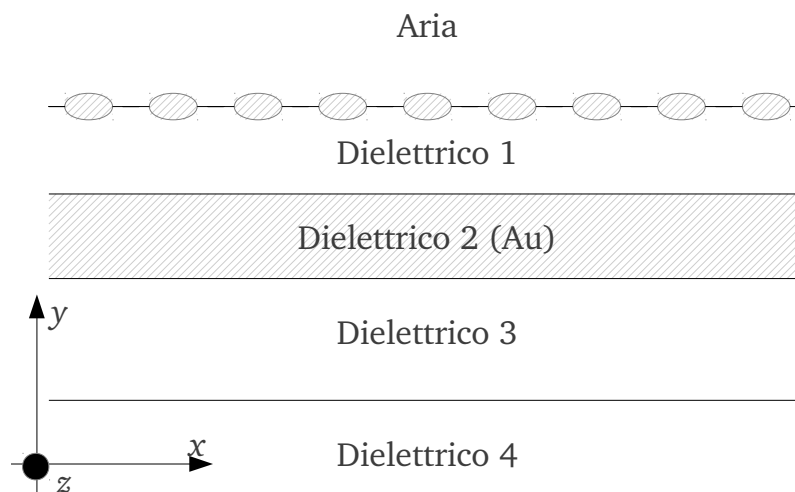 Aria
Dielettrico 1
Dielettrico 2 (Au)
y
Dielettrico 3
x
Dielettrico 4
z